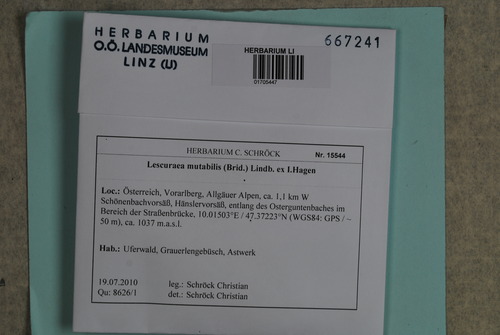 HERBARIUM
O.Ö. LANDESMUSEUM
LINZ (U)
HERBARIUM LI
01705447
667241
HERBARIUM C. SCHRÖCK Nr. 15544
Lescuraea mutabilis (Brid.) Lindb. ex I.Hagen
Loc.: Österreich, Vorarlberg, Allgäuer Alpen, ca. 1,1 km W
Schönenbachvorsäß, Hänslervorsäß, entlang des Osterguntenbaches im
Bereich der Straßenbrücke, 10.01503°E / 47.37223°N (WGS84: GPS / ~
50 m), ca. 1037 m.a.s.l.
Hab.: Uferwald, Grauerlengebüsch, Astwerk
19.07.2010 leg.: Schröck Christian
Qu: 8626/1 det.: Schröck Christian